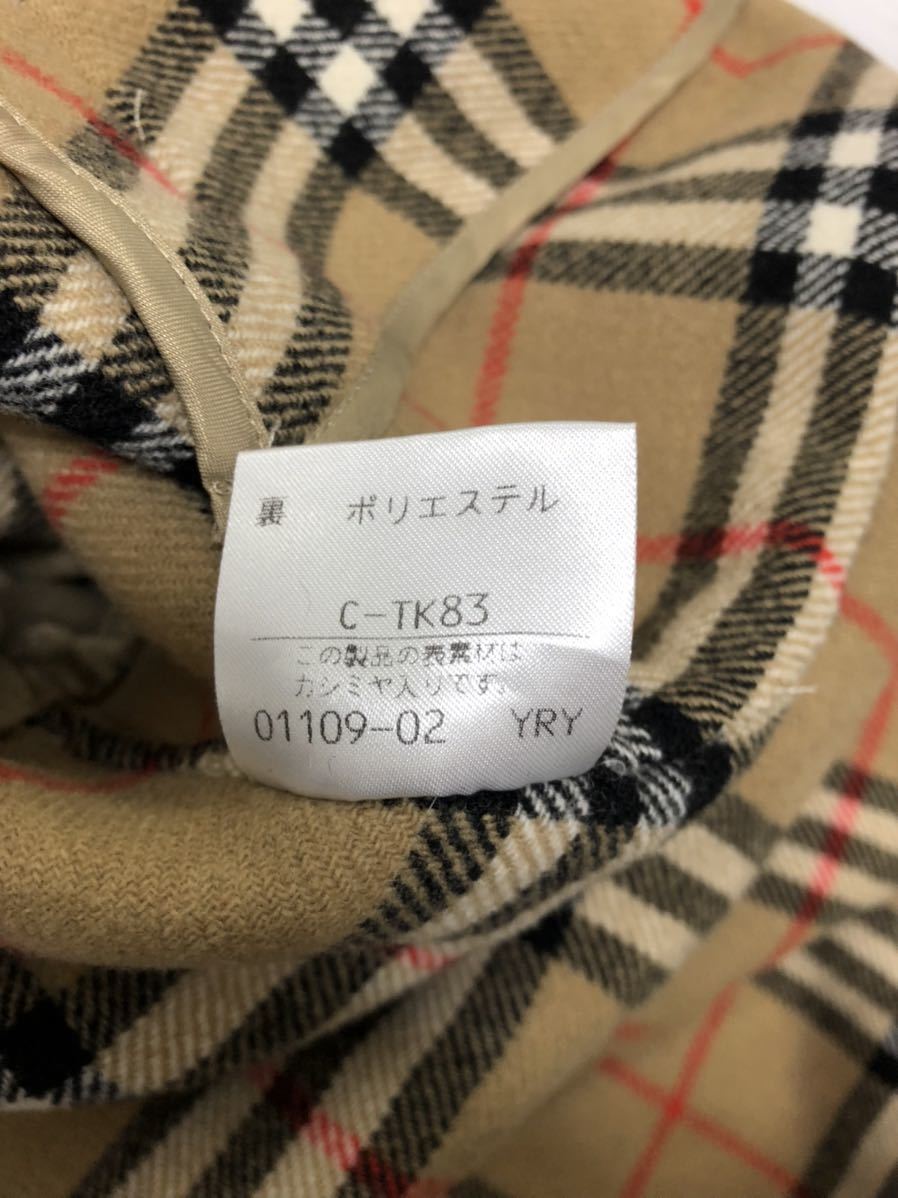 裏 ポリエステル
C-TK83
この製品の表素材は
カシミヤ入りです。
01109-02 YRY